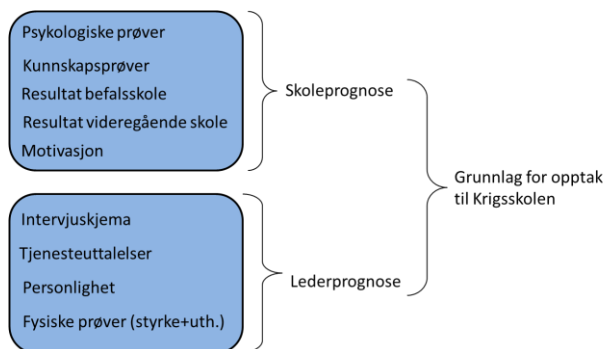 Psykologiske prøver
Kunnskapsprøver
Resultat befalsskole
Resultat videregående skole
Motivasjon
Skoleprognose
Intervjuskjema
Tjenesteuttalelser
Personlighet
Fysiske prøver (styrke+uth.)
Lederprognose
Grunnlag for opptak
til Krigsskolen